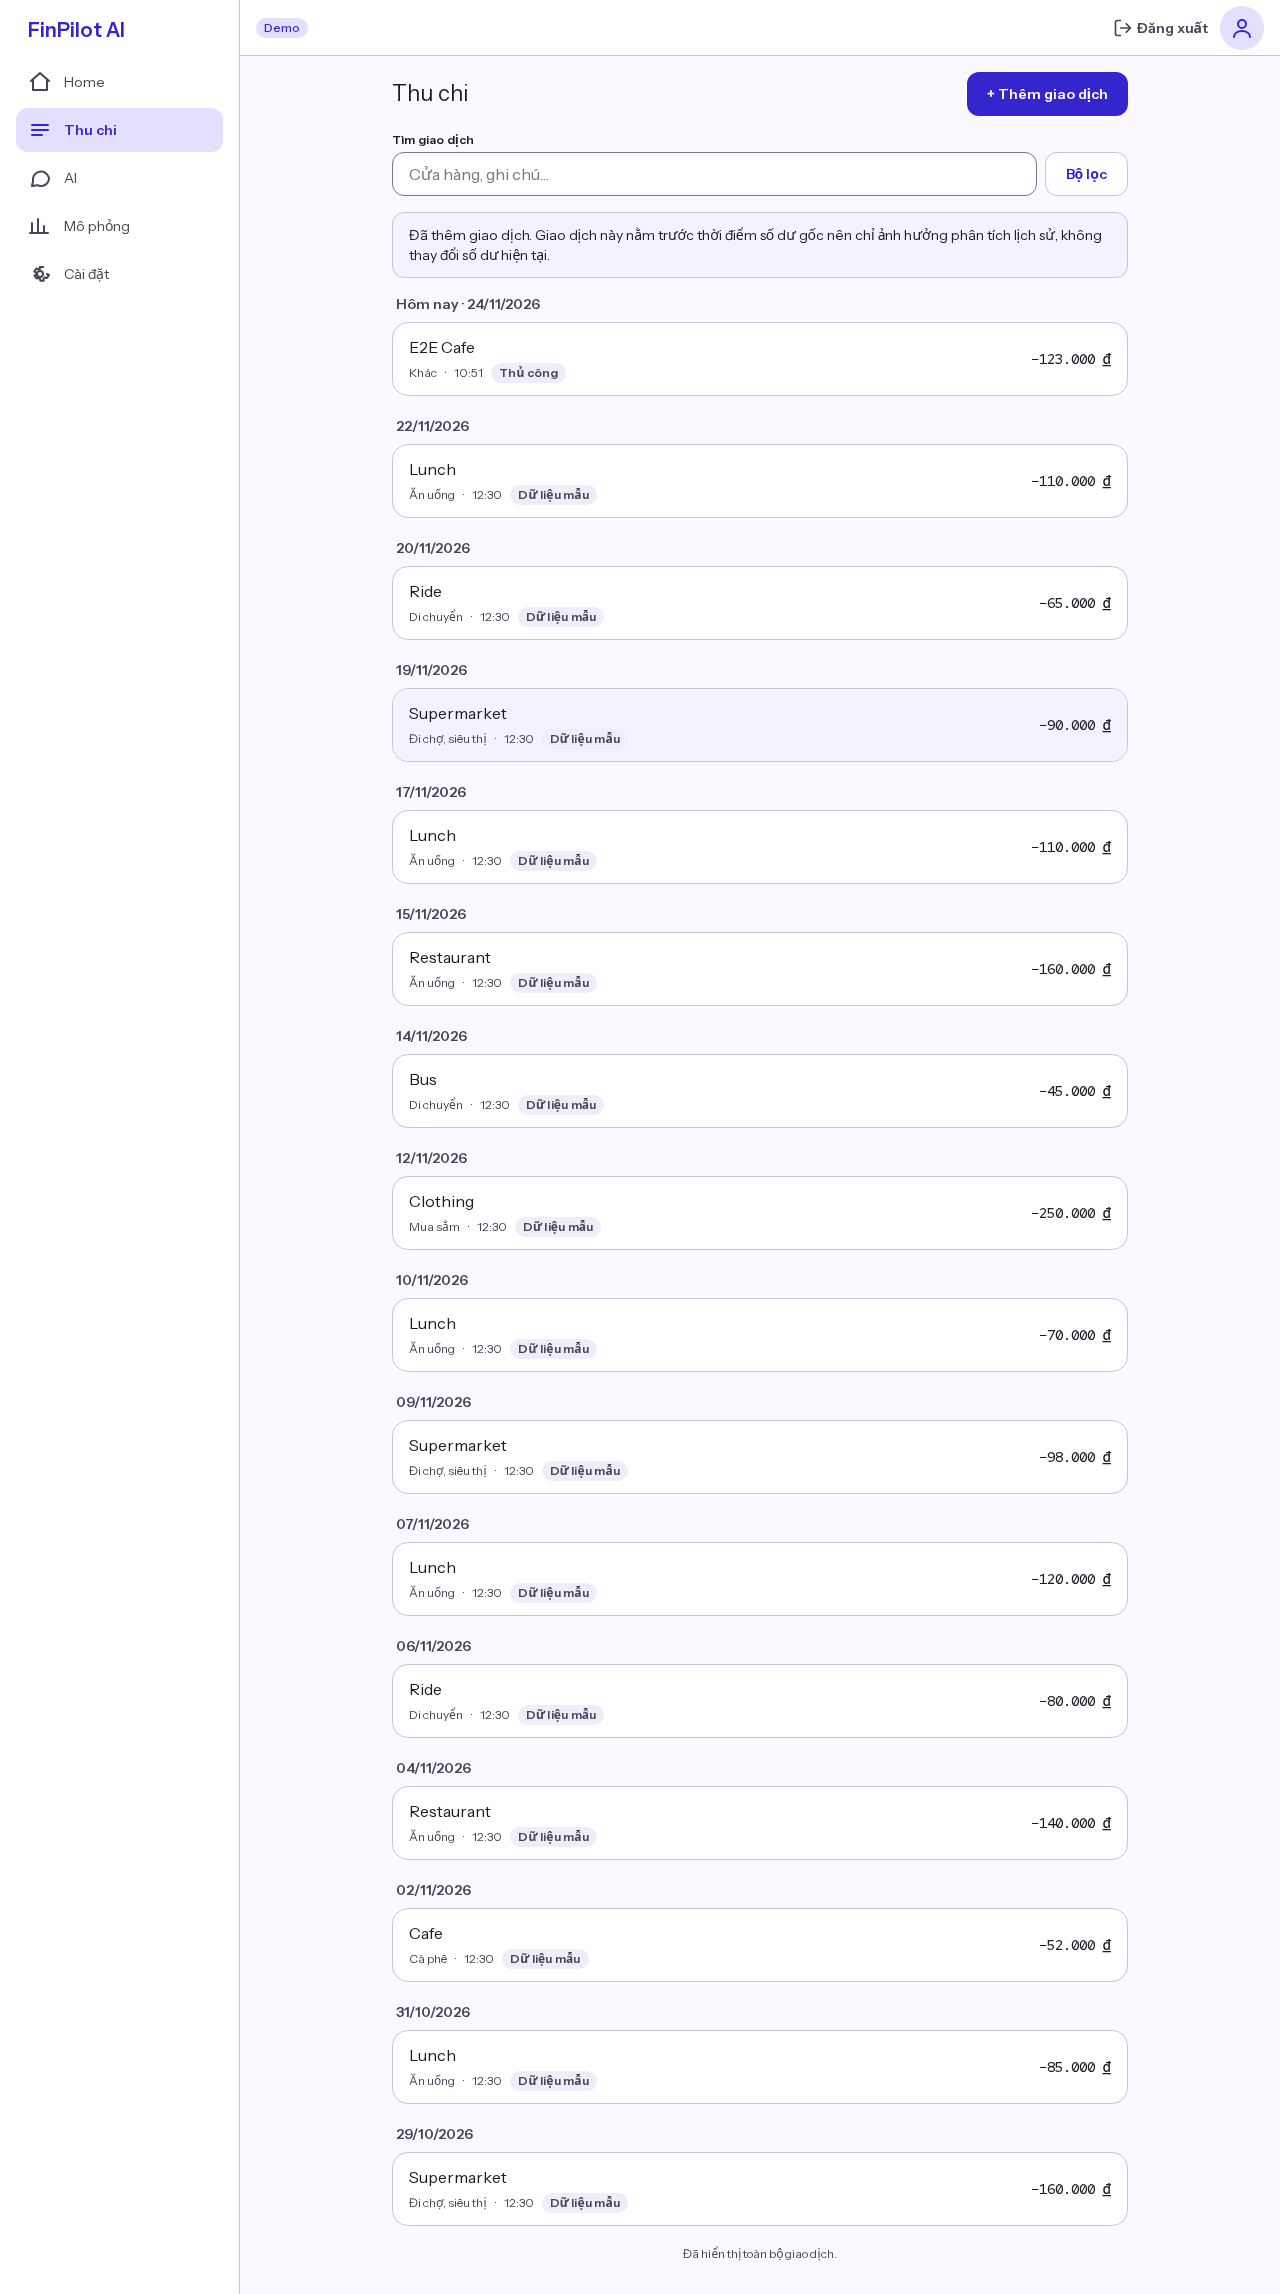 FinPilot AI
Home
Thu chi
AI
Mô phỏng
Cài đặt
Demo
Đăng xuất
Thu chi
+ Thêm giao dịch
Tìm giao dịch
Cửa hàng, ghi chú...
Bộ lọc
Đã thêm giao dịch. Giao dịch này nằm trước thời điểm số dư gốc nên chỉ ảnh hưởng phân tích lịch sử, không
thay đổi số dư hiện tại.
Hôm nay · 24/11/2026
E2E Cafe
Khác · 10:51 Thủ công
−123.000 ₫
22/11/2026
Lunch
Ăn uống · 12:30 Dữ liệu mẫu
−110.000 ₫
20/11/2026
Ride
Di chuyển · 12:30 Dữ liệu mẫu
−65.000 ₫
19/11/2026
Supermarket
Đi chợ, siêu thị · 12:30 Dữ liệu mẫu
−90.000 ₫
17/11/2026
Lunch
Ăn uống · 12:30 Dữ liệu mẫu
−110.000 ₫
15/11/2026
Restaurant
Ăn uống · 12:30 Dữ liệu mẫu
−160.000 ₫
14/11/2026
Bus
Di chuyển · 12:30 Dữ liệu mẫu
−45.000 ₫
12/11/2026
Clothing
Mua sắm · 12:30 Dữ liệu mẫu
−250.000 ₫
10/11/2026
Lunch
Ăn uống · 12:30 Dữ liệu mẫu
−70.000 ₫
09/11/2026
Supermarket
Đi chợ, siêu thị · 12:30 Dữ liệu mẫu
−98.000 ₫
07/11/2026
Lunch
Ăn uống · 12:30 Dữ liệu mẫu
−120.000 ₫
06/11/2026
Ride
Di chuyển · 12:30 Dữ liệu mẫu
−80.000 ₫
04/11/2026
Restaurant
Ăn uống · 12:30 Dữ liệu mẫu
−140.000 ₫
02/11/2026
Cafe
Cà phê · 12:30 Dữ liệu mẫu
−52.000 ₫
31/10/2026
Lunch
Ăn uống · 12:30 Dữ liệu mẫu
−85.000 ₫
29/10/2026
Supermarket
Đi chợ, siêu thị · 12:30 Dữ liệu mẫu
−160.000 ₫
Đã hiển thị toàn bộ giao dịch.